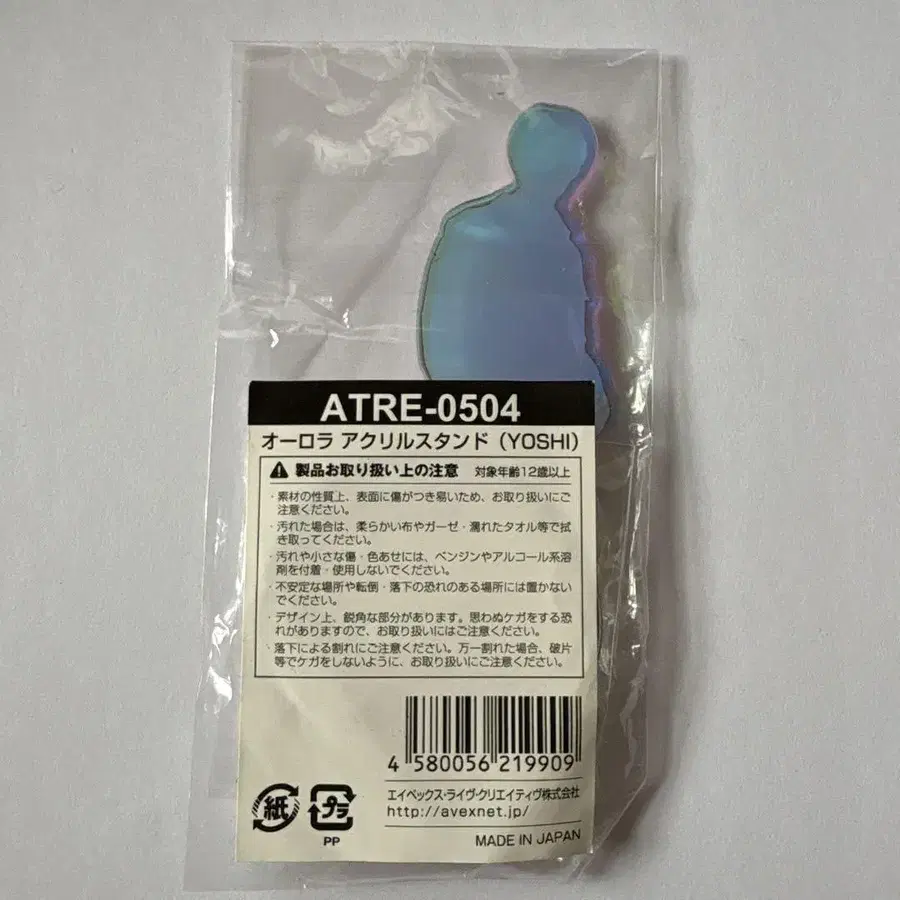 ATRE-0504
オーロラ アクリルスタンド（YOSHI）
製品お取り扱い上の注意 対象年齢12歳以上
・素材の性質上、表面に傷がつき易いため、お取り扱いにご
注意ください。
・汚れた場合は、柔らかい布やガーゼ・濡れたタオル等で拭
き取ってください。
・汚れや小さな傷・色あせには、ベンジンやアルコール系溶
剤を付着・使用しないでください。
・不安定な場所や転倒・落下の恐れのある場所には置かない
でください。
・デザイン上、鋭角な部分があります。思わぬケガをする恐
れがありますので、お取り扱いにはご注意ください。
・落下による割れにご注意ください。万一割れた場合、破片
等でケガをしないように、お取り扱いにご注意ください。
4 580056 219909
紙
プラ
PP
エイベックス・ライヴ・クリエイティヴ株式会社
http://avexnet.jp/
MADE IN JAPAN